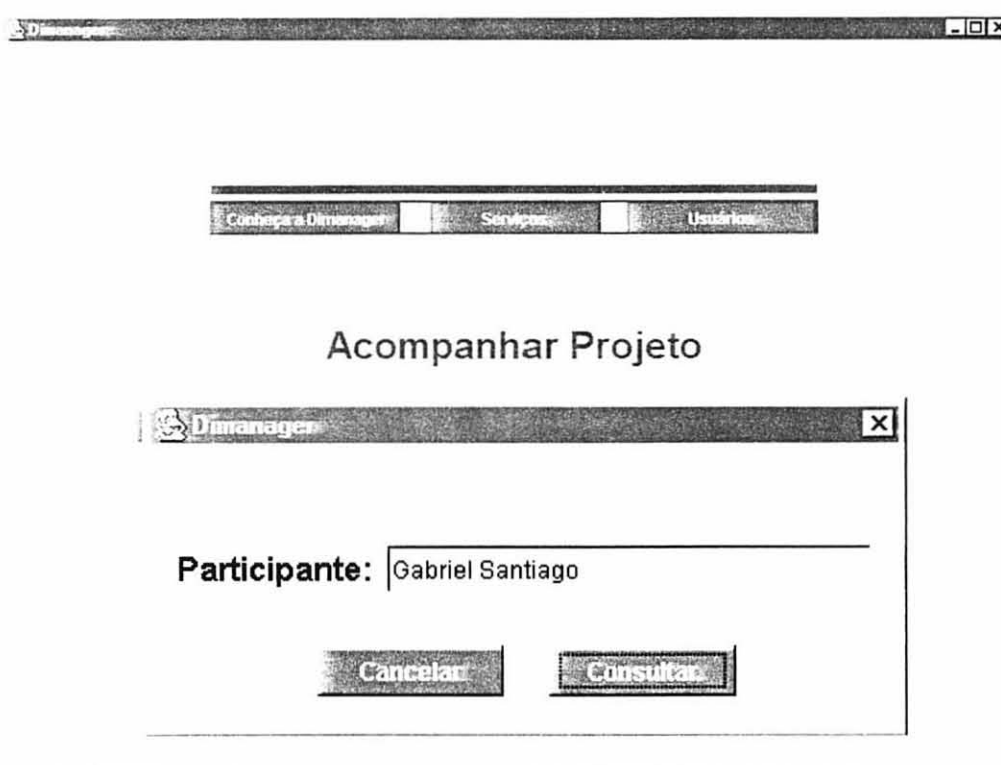 Dimanager
Conheça a Dimanager Serviços Usuários
Acompanhar Projeto
Dimanager
Participante: Gabriel Santiago
Cancelar Consultar